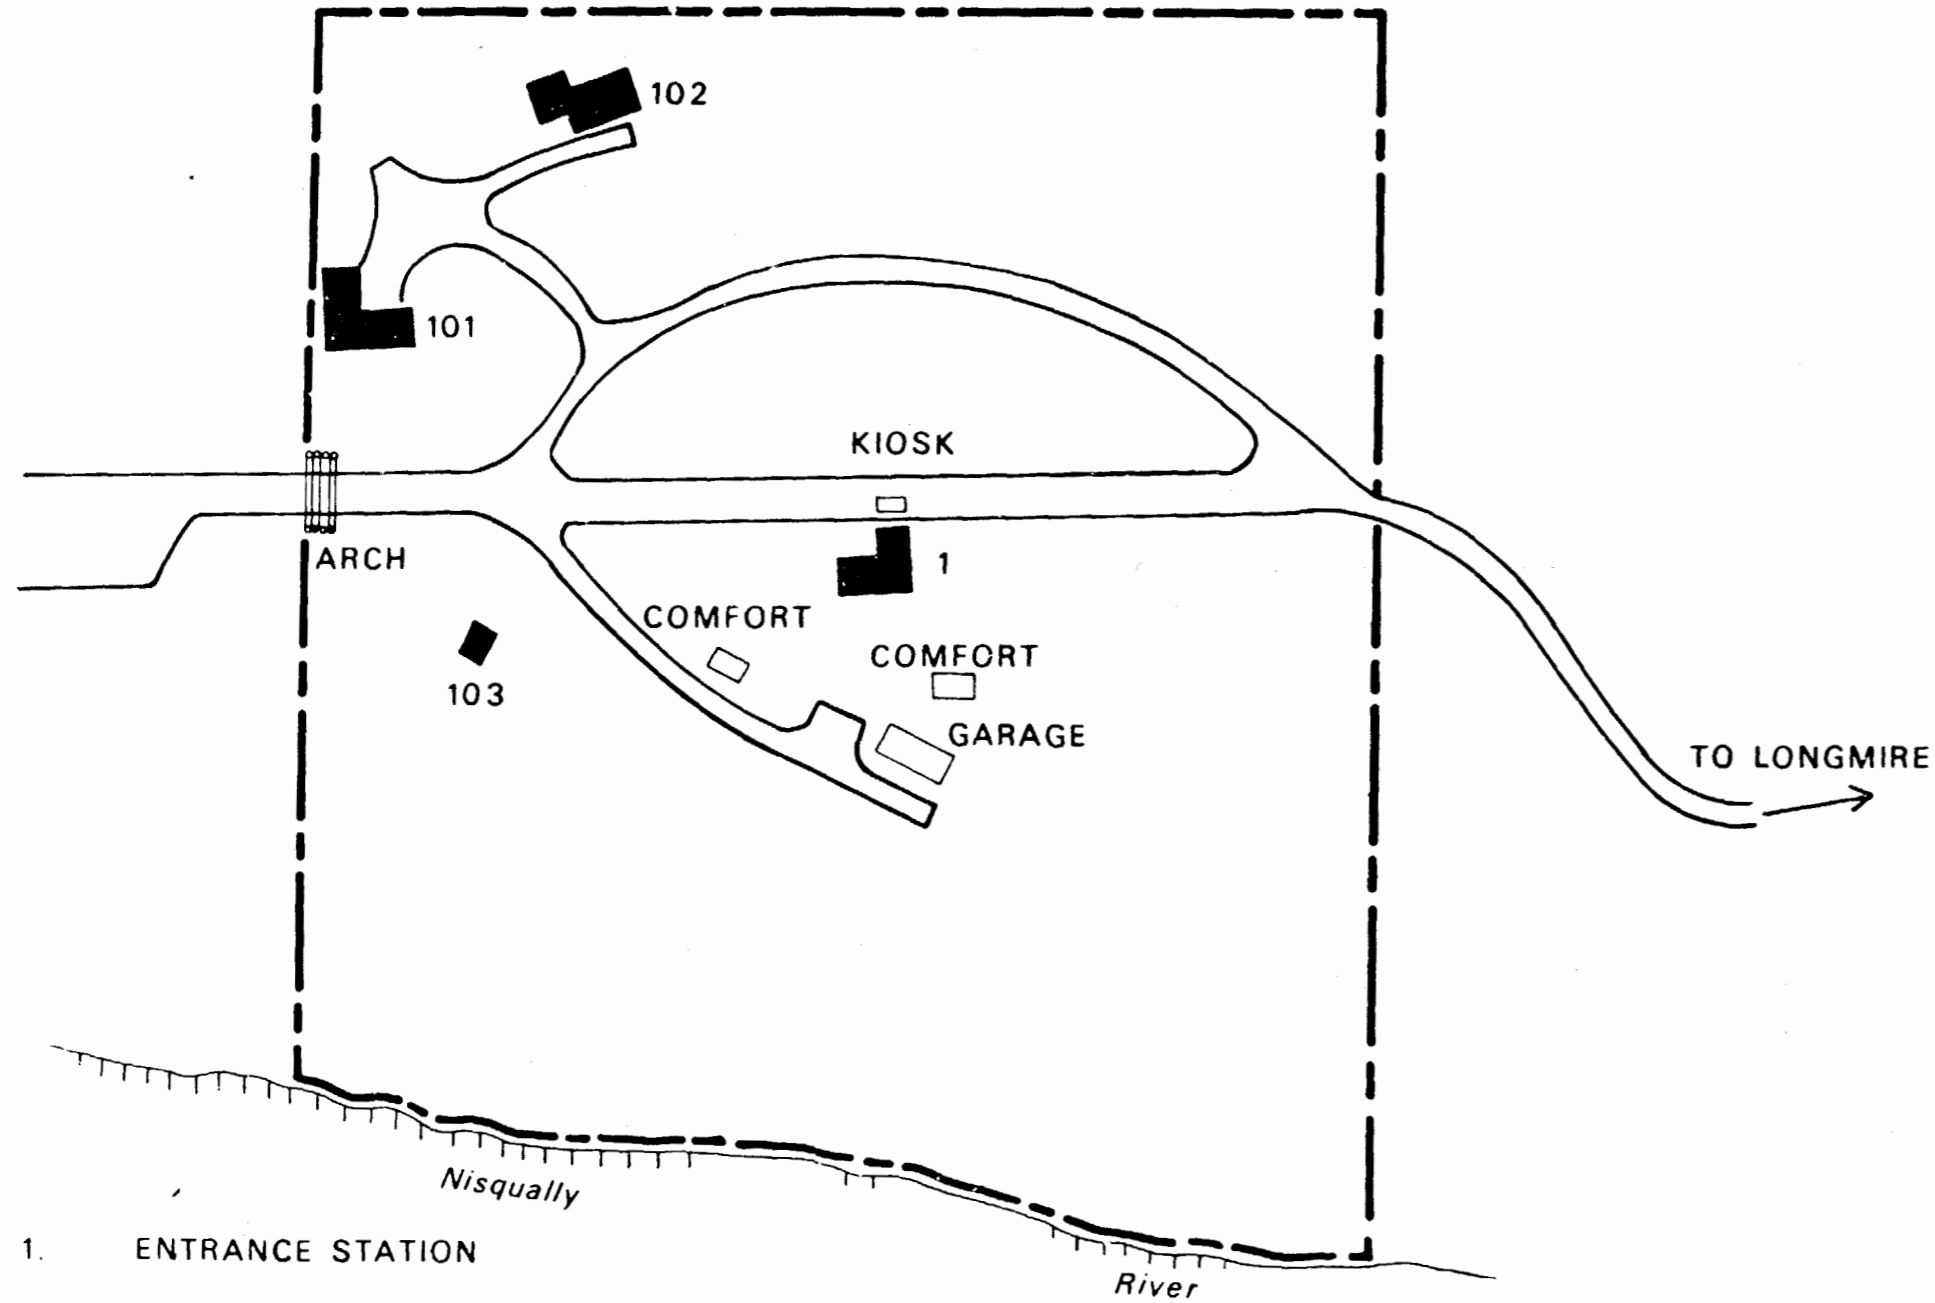 102
101
KIOSK
ARCH
1
COMFORT
COMFORT
103
GARAGE
TO LONGMIRE
Nisqually
River
1. ENTRANCE STATION